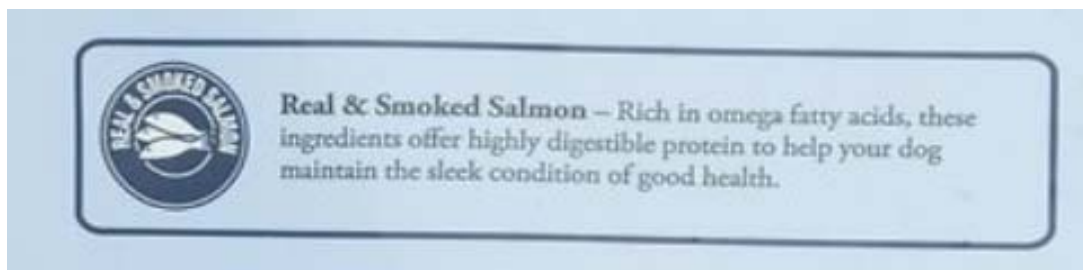 REAL & SMOKED SALMON
Real & Smoked Salmon – Rich in omega fatty acids, these
ingredients offer highly digestible protein to help your dog
maintain the sleek condition of good health.